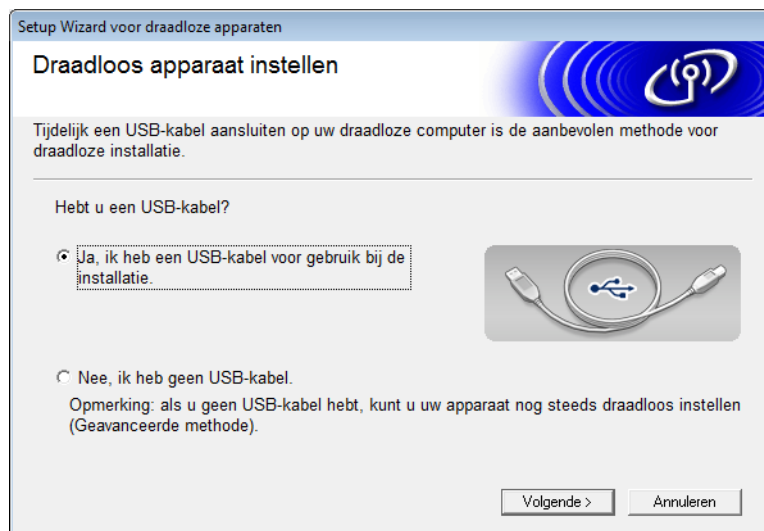 Setup Wizard voor draadloze apparaten
Draadloos apparaat instellen
Tijdelijk een USB-kabel aansluiten op uw draadloze computer is de aanbevolen methode voor
draadloze installatie.
Hebt u een USB-kabel?
Ja, ik heb een USB-kabel voor gebruik bij de
installatie.
Nee, ik heb geen USB-kabel.
Opmerking: als u geen USB-kabel hebt, kunt u uw apparaat nog steeds draadloos instellen
(Geavanceerde methode).
Volgende >
Annuleren